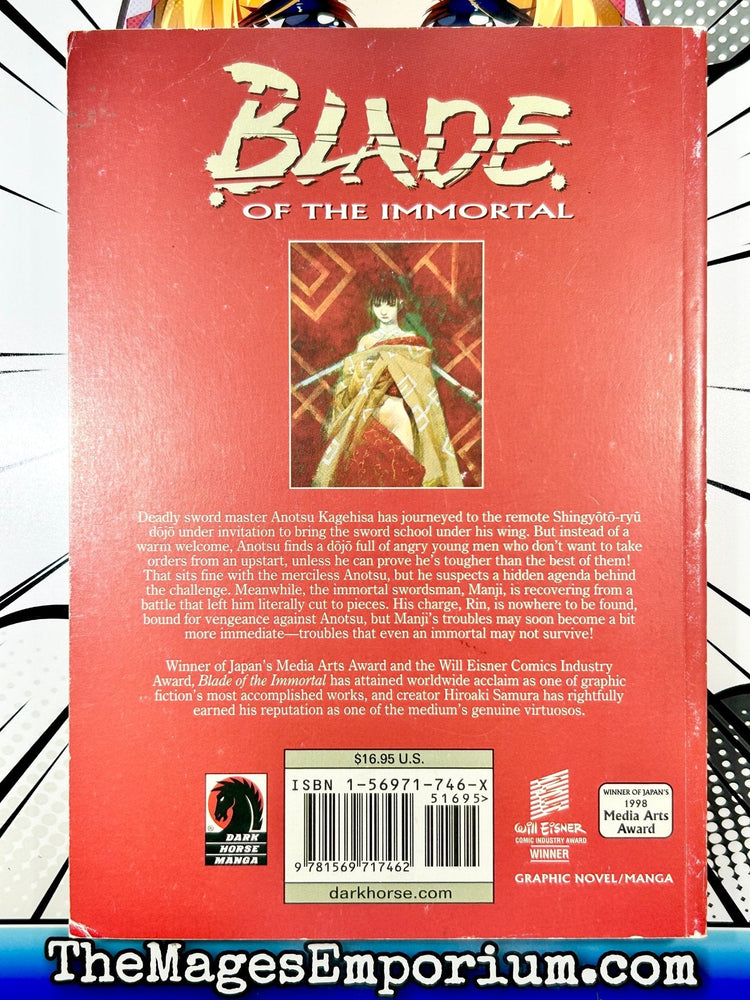 BLADE
OF THE IMMORTAL
Deadly sword master Anotsu Kagehisa has journeyed to the remote Shingyōtō-ryū
dōjō under invitation to bring the sword school under his wing. But instead of a
warm welcome, Anotsu finds a dōjō full of angry young men who don't want to take
orders from an upstart, unless he can prove he's tougher than the best of them!
That sits fine with the merciless Anotsu, but he suspects a hidden agenda behind
the challenge. Meanwhile, the immortal swordsman, Manji, is recovering from a
battle that left him literally cut to pieces. His charge, Rin, is nowhere to be found,
bound for vengeance against Anotsu, but Manji's troubles may soon become a bit
more immediate—troubles that even an immortal may not survive!
Winner of Japan's Media Arts Award and the Will Eisner Comics Industry
Award, Blade of the Immortal has attained worldwide acclaim as one of graphic
fiction's most accomplished works, and creator Hiroaki Samura has rightfully
earned his reputation as one of the medium's genuine virtuosos.
$16.95 U.S.
ISBN 1-56971-746-X
51695>
9 781569 717462
darkhorse.com
DARK
HORSE
MANGA
®
Will EISNER
COMIC INDUSTRY AWARD
WINNER
WINNER OF JAPAN'S
1998
Media Arts
Award
GRAPHIC NOVEL/MANGA
TheMagesEmporium.com